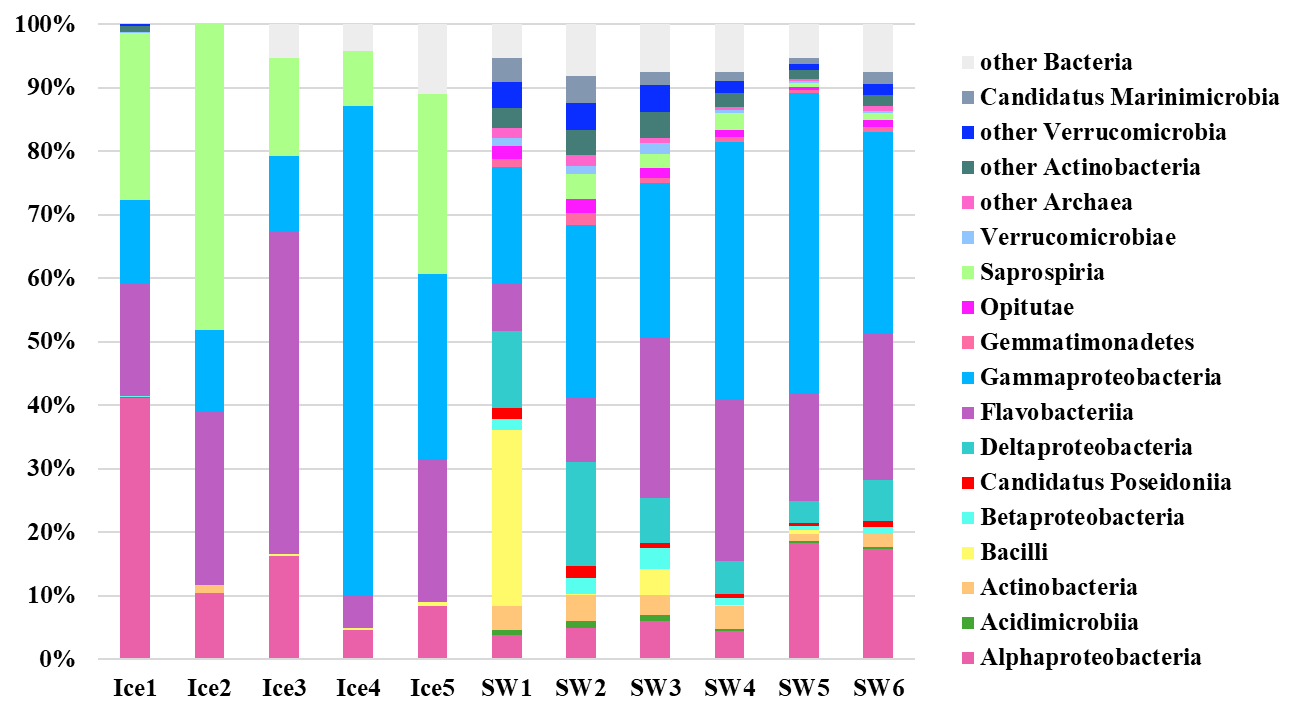 100%
90%
80%
70%
60%
50%
40%
30%
20%
10%
0%
Ice1 Ice2 Ice3 Ice4 Ice5 SW1 SW2 SW3 SW4 SW5 SW6
other Bacteria
Candidatus Marinimicrobia
other Verrucomicrobia
other Actinobacteria
other Archaea
Verrucomicrobiae
Saprospiria
Opitutae
Gemmatimonadetes
Gammaproteobacteria
Flavobacteriia
Deltaproteobacteria
Candidatus Poseidoniia
Betaproteobacteria
Bacilli
Actinobacteria
Acidimicrobiia
Alphaproteobacteria